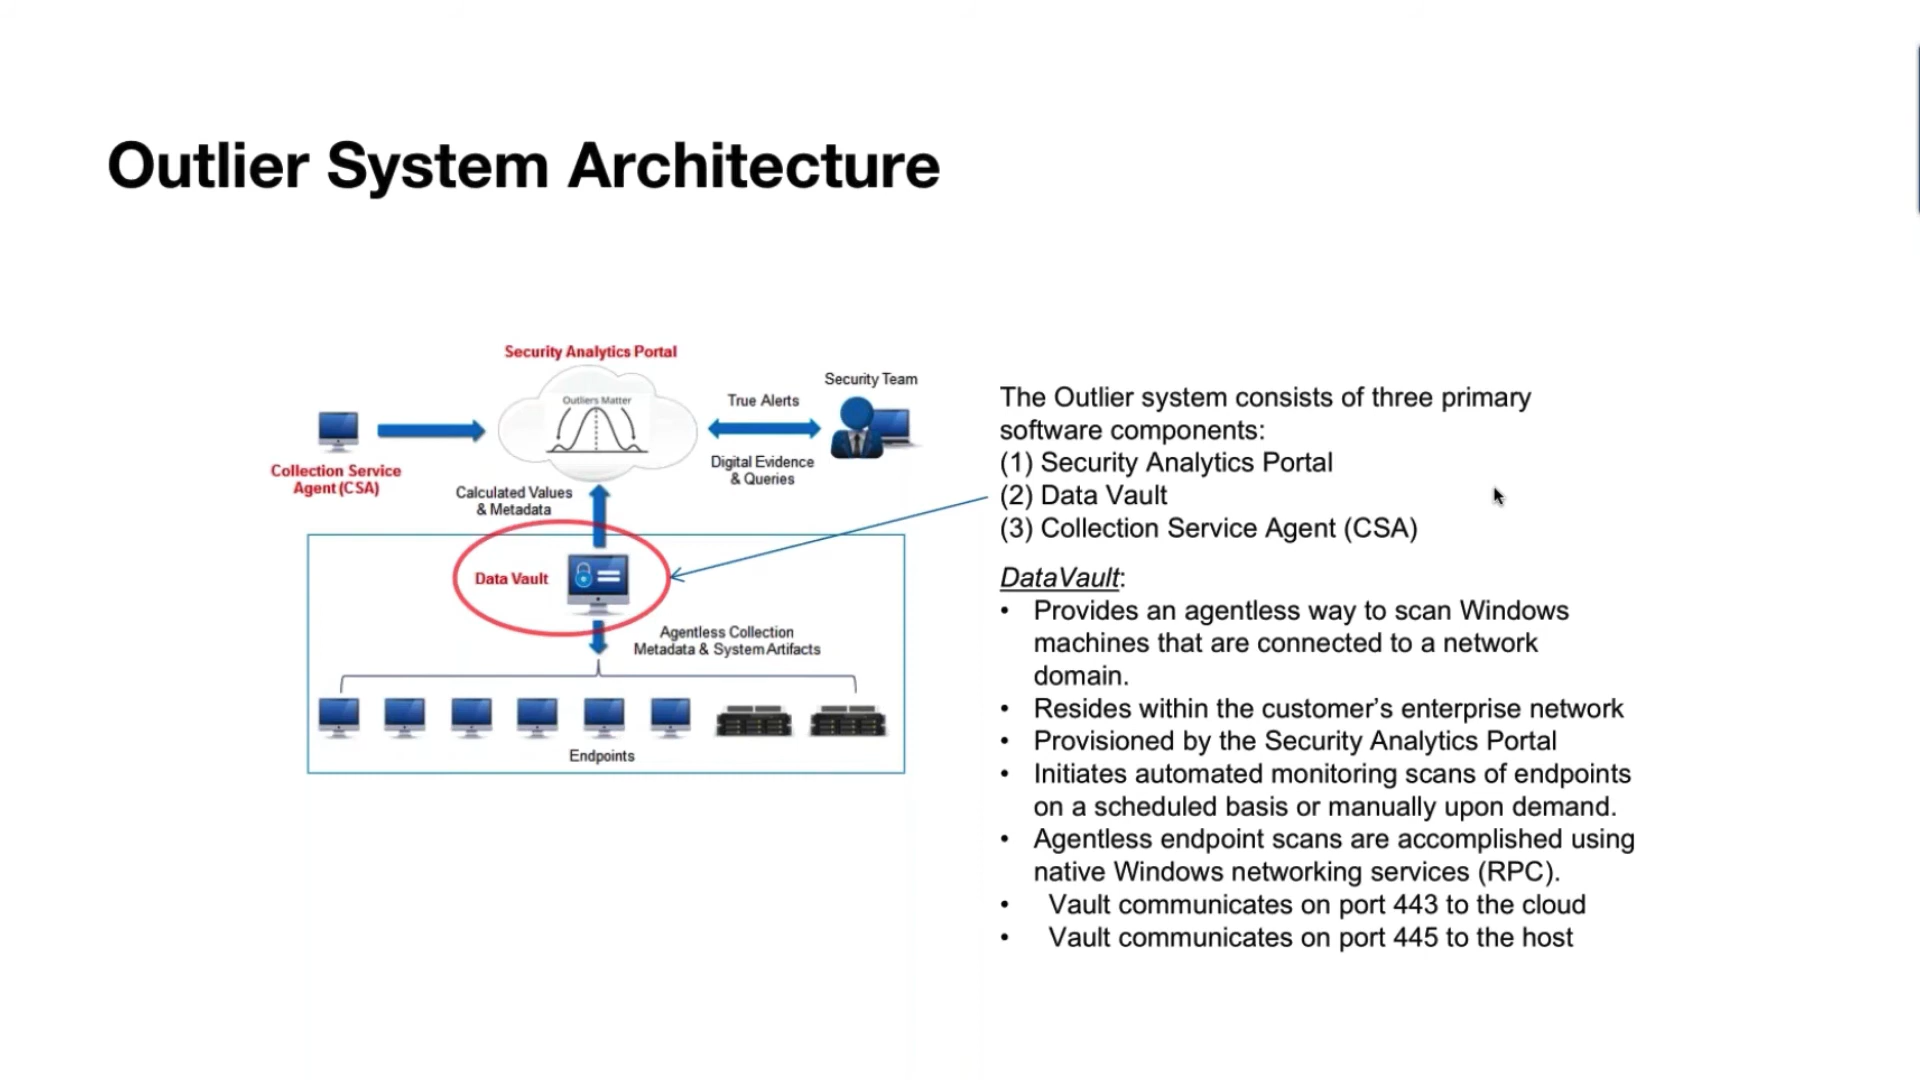 Outlier System Architecture
Security Analytics Portal
Outliers Matter
Security Team
True Alerts
Digital Evidence
& Queries
Collection Service
Agent (CSA)
Calculated Values
& Metadata
Data Vault
Agentless Collection
Metadata & System Artifacts
Endpoints
The Outlier system consists of three primary
software components:
(1) Security Analytics Portal
(2) Data Vault
(3) Collection Service Agent (CSA)
DataVault:
• Provides an agentless way to scan Windows
machines that are connected to a network
domain.
• Resides within the customer’s enterprise network
• Provisioned by the Security Analytics Portal
• Initiates automated monitoring scans of endpoints
on a scheduled basis or manually upon demand.
• Agentless endpoint scans are accomplished using
native Windows networking services (RPC).
• Vault communicates on port 443 to the cloud
• Vault communicates on port 445 to the host